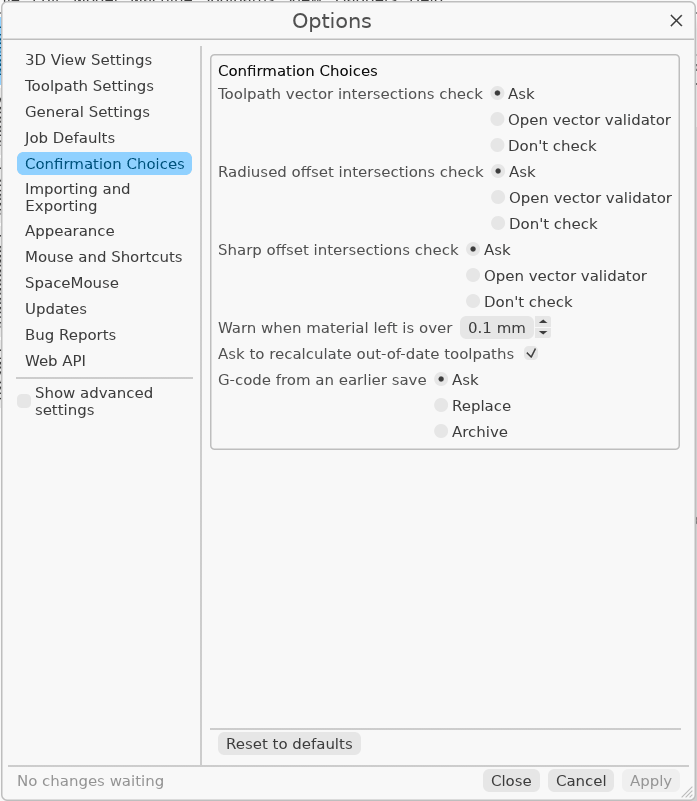 Options
3D View Settings
Toolpath Settings
General Settings
Job Defaults
Confirmation Choices
Importing and
Exporting
Appearance
Mouse and Shortcuts
SpaceMouse
Updates
Bug Reports
Web API
Show advanced
settings
Confirmation Choices
Toolpath vector intersections check Ask
Open vector validator
Don't check
Radiused offset intersections check Ask
Open vector validator
Don't check
Sharp offset intersections check Ask
Open vector validator
Don't check
Warn when material left is over 0.1 mm
Ask to recalculate out-of-date toolpaths
G-code from an earlier save Ask
Replace
Archive
Reset to defaults
No changes waiting
Close Cancel Apply